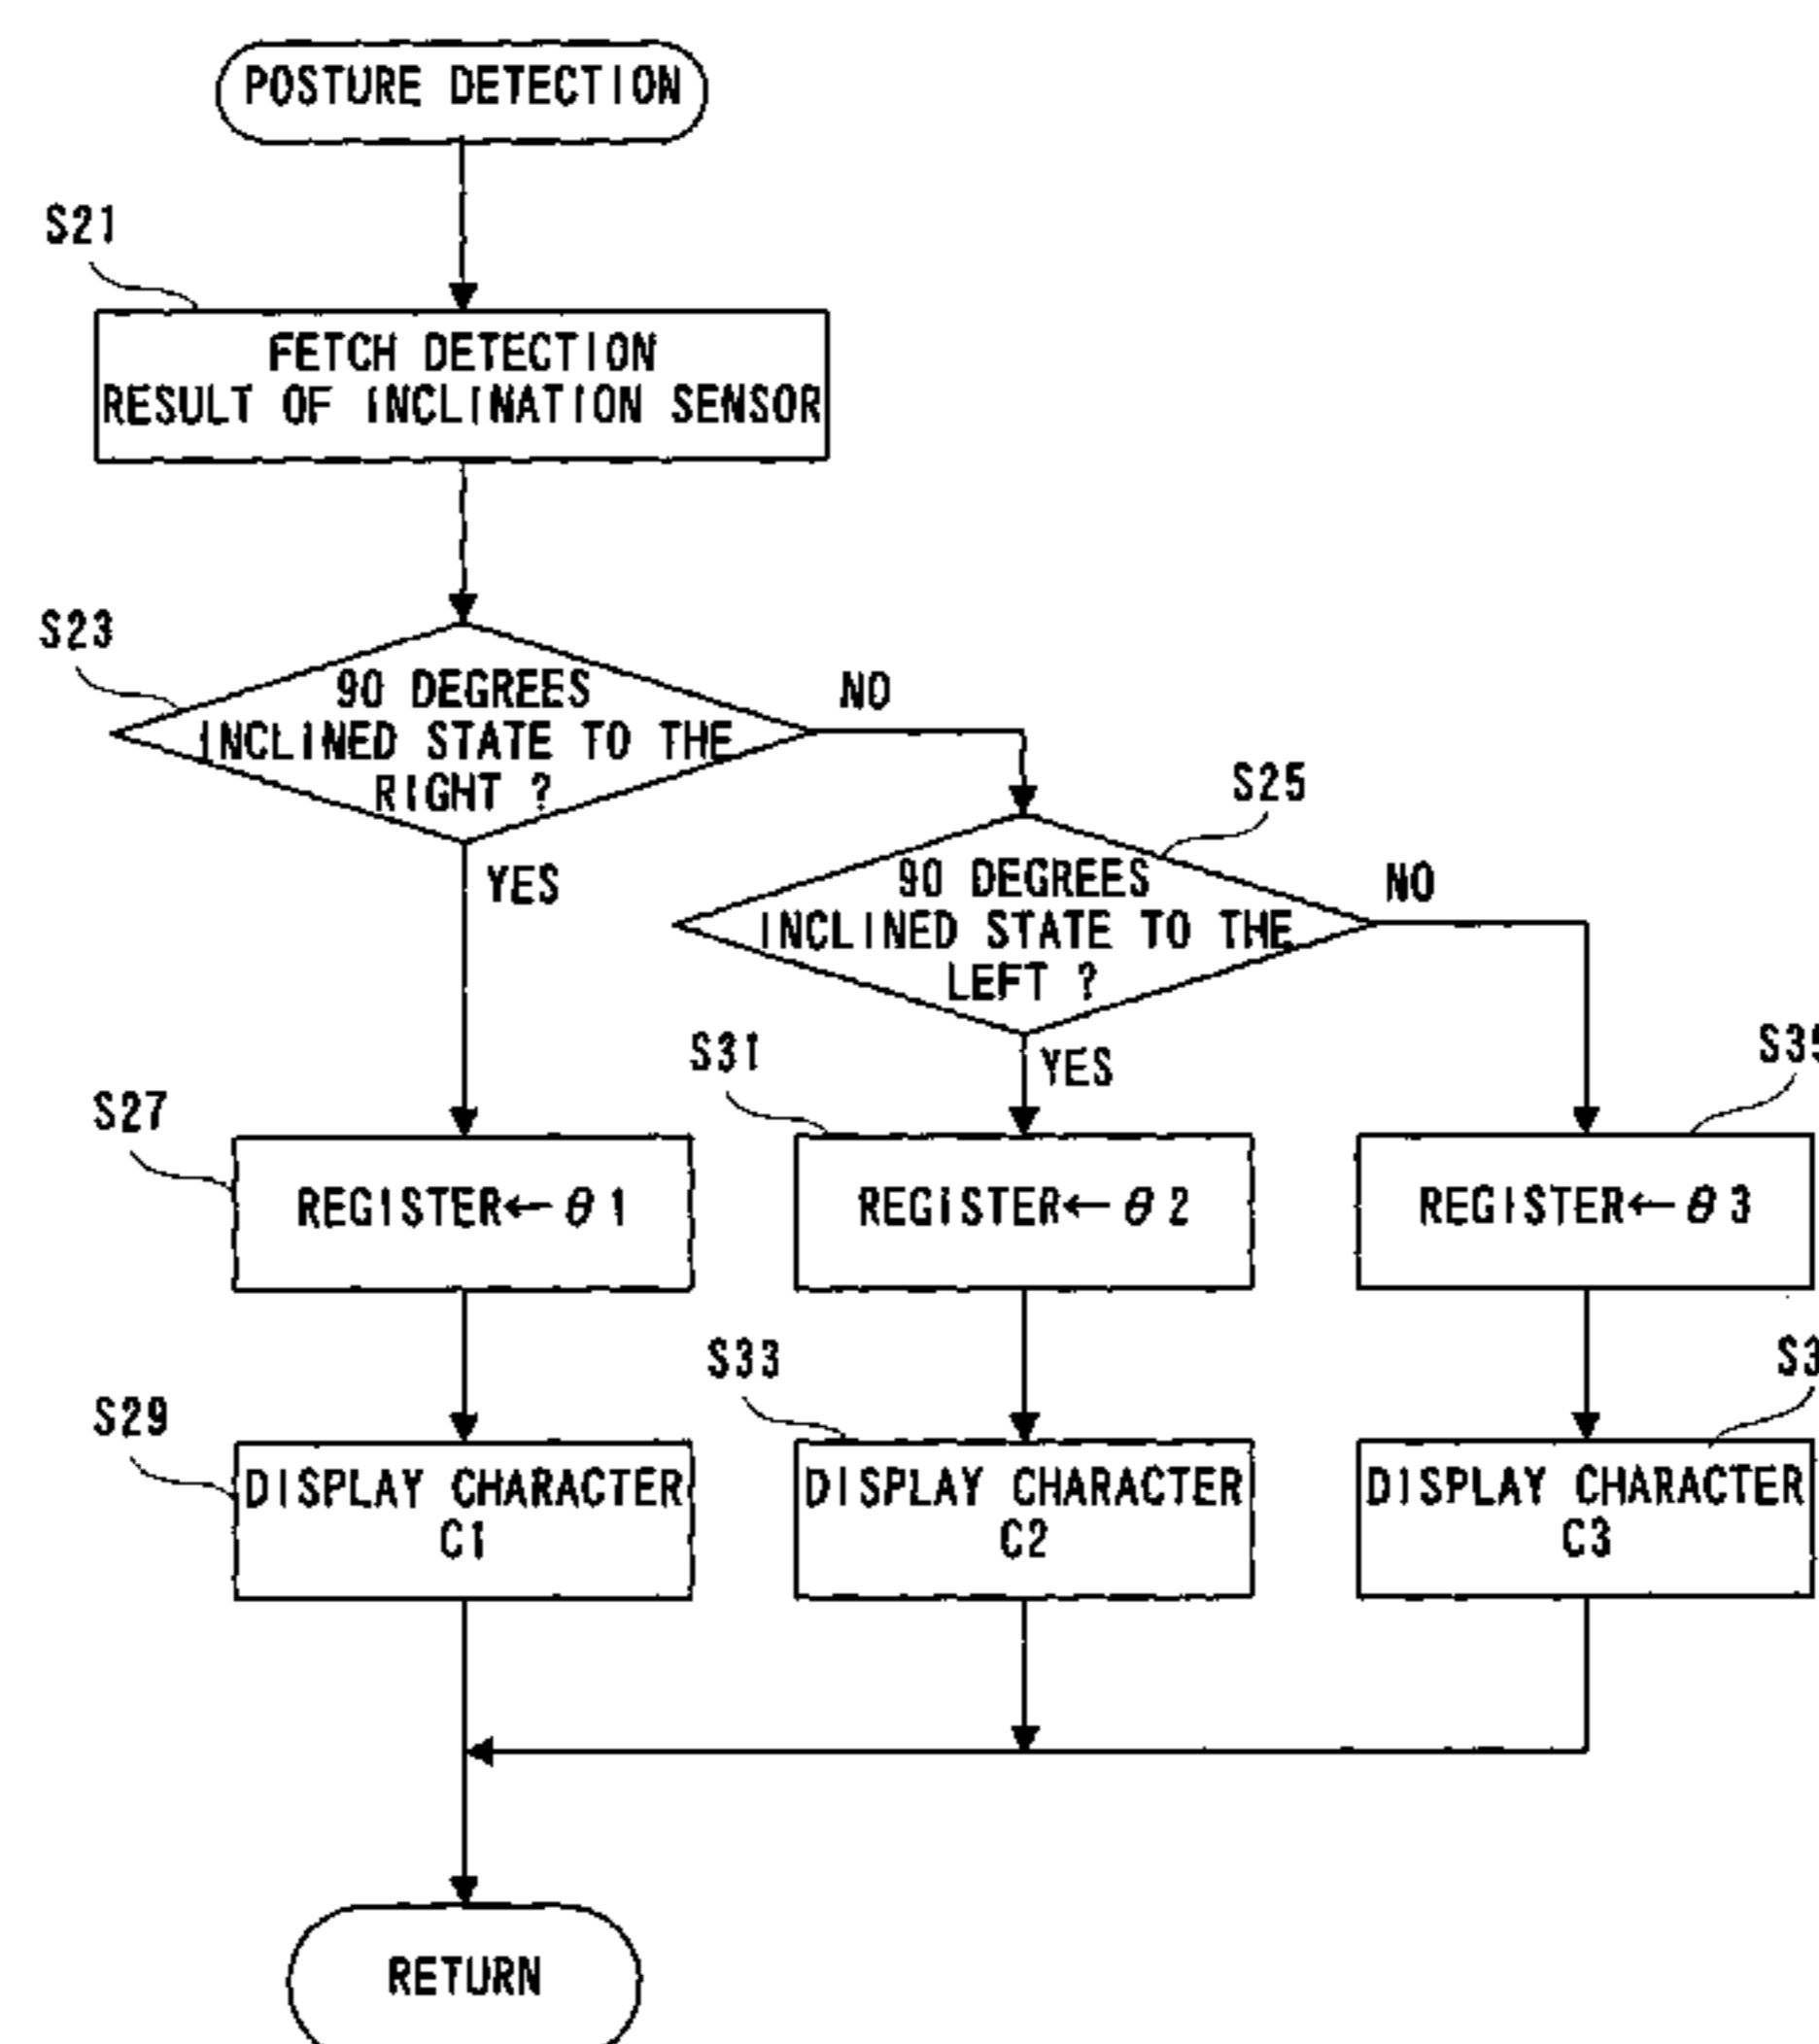 POSTURE DETECTION
S21
FETCH DETECTION
RESULT OF INCLINATION SENSOR
S23
90 DEGREES
INCLINED STATE TO THE
RIGHT ?
NO
YES
S25
90 DEGREES
INCLINED STATE TO THE
LEFT ?
NO
YES
S27
REGISTER←θ1
S31
REGISTER←θ2
S35
REGISTER←θ3
S29
DISPLAY CHARACTER
C1
S33
DISPLAY CHARACTER
C2
DISPLAY CHARACTER
C3
RETURN